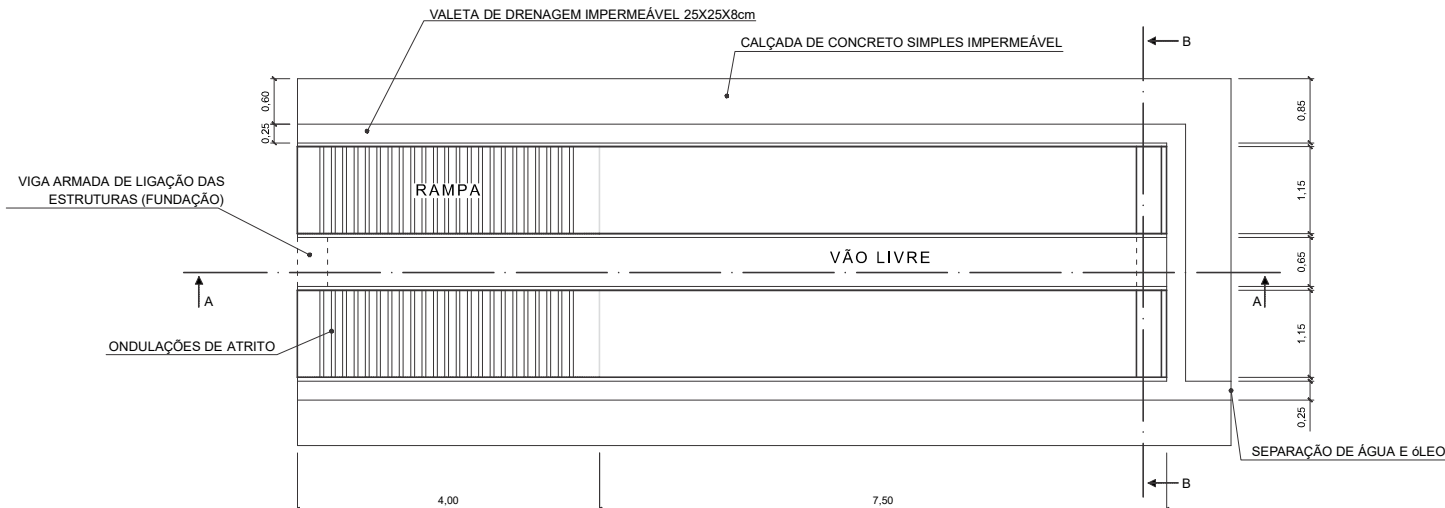 VALETA DE DRENAGEM IMPERMEÁVEL 25X25X8cm
B
CALÇADA DE CONCRETO SIMPLES IMPERMEÁVEL
0,60
0,85
0,25
VIGA ARMADA DE LIGAÇÃO DAS
ESTRUTURAS (FUNDAÇÃO)
RAMPA
1,15
VÃO LIVRE
0,65
A
A
ONDULAÇÕES DE ATRITO
1,15
0,25
SEPARAÇÃO DE ÁGUA E óLEO
B
4,00
7,50